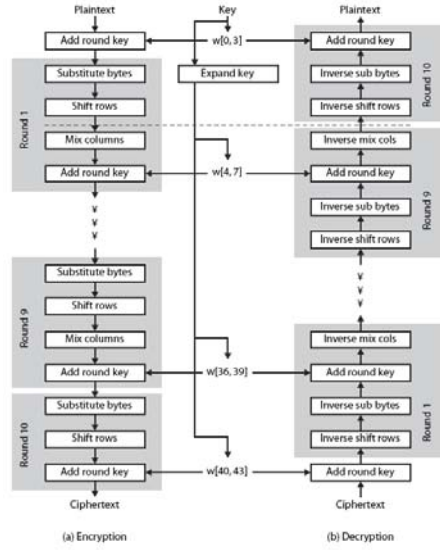 Plaintext
Add round key
Substitute bytes
Shift rows
Mix columns
Add round key
Round 1
¥
¥
¥
Substitute bytes
Shift rows
Mix columns
Add round key
Round 9
Substitute bytes
Shift rows
Add round key
Round 10
Ciphertext
(a) Encryption
Key
w[0, 3]
Expand key
w[4, 7]
w[36, 39]
w[40, 43]
Plaintext
Add round key
Inverse sub bytes
Inverse shift rows
Round 10
Inverse mix cols
Add round key
Inverse sub bytes
Inverse shift rows
Round 9
¥
¥
¥
Inverse mix cols
Add round key
Inverse sub bytes
Inverse shift rows
Round 1
Add round key
Ciphertext
(b) Decryption